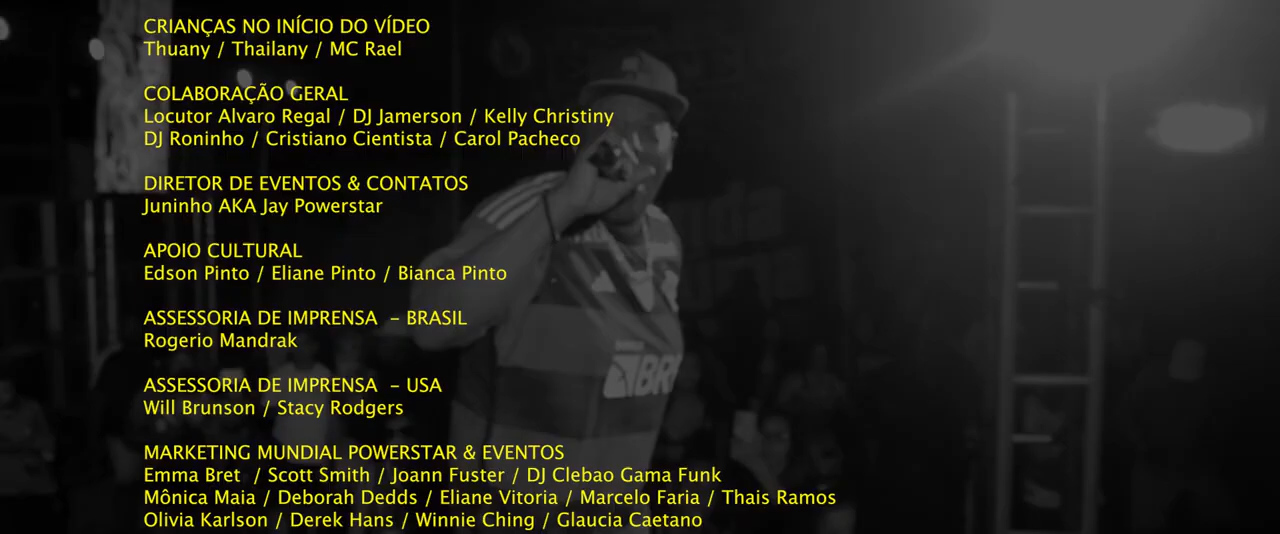 CRIANÇAS NO INÍCIO DO VÍDEO
Thuany / Thailany / MC Rael
COLABORAÇÃO GERAL
Locutor Alvaro Regal / DJ Jamerson / Kelly Christiny
DJ Roninho / Cristiano Cientista / Carol Pacheco
DIRETOR DE EVENTOS & CONTATOS
Juninho AKA Jay Powerstar
APOIO CULTURAL
Edson Pinto / Eliane Pinto / Bianca Pinto
ASSESSORIA DE IMPRENSA – BRASIL
Rogerio Mandrak
ASSESSORIA DE IMPRENSA – USA
Will Brunson / Stacy Rodgers
MARKETING MUNDIAL POWERSTAR & EVENTOS
Emma Bret / Scott Smith / Joann Fuster / DJ Clebao Gama Funk
Mônica Maia / Deborah Dedds / Eliane Vitoria / Marcelo Faria / Thais Ramos
Olivia Karlson / Derek Hans / Winnie Ching / Glaucia Caetano